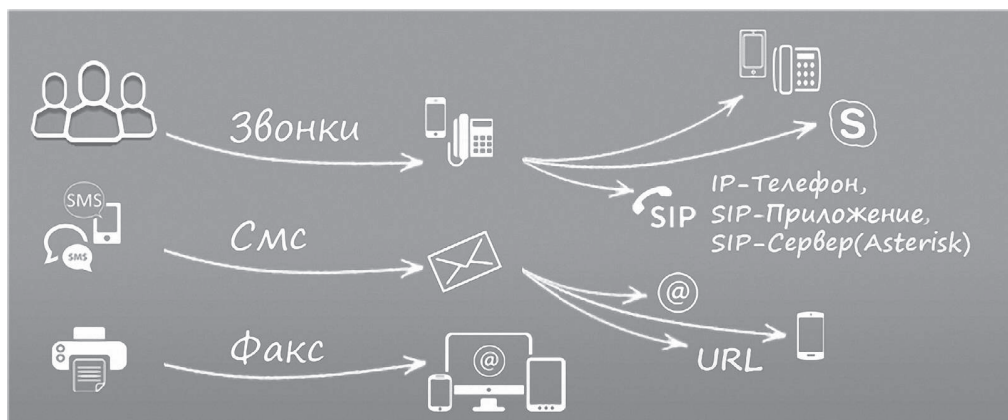 Звонки
S
SIP
IP-Телефон,
SIP-Приложение,
SIP-Сервер(Asterisk)
SMS
SMS
Смс
@
URL
Факс
@